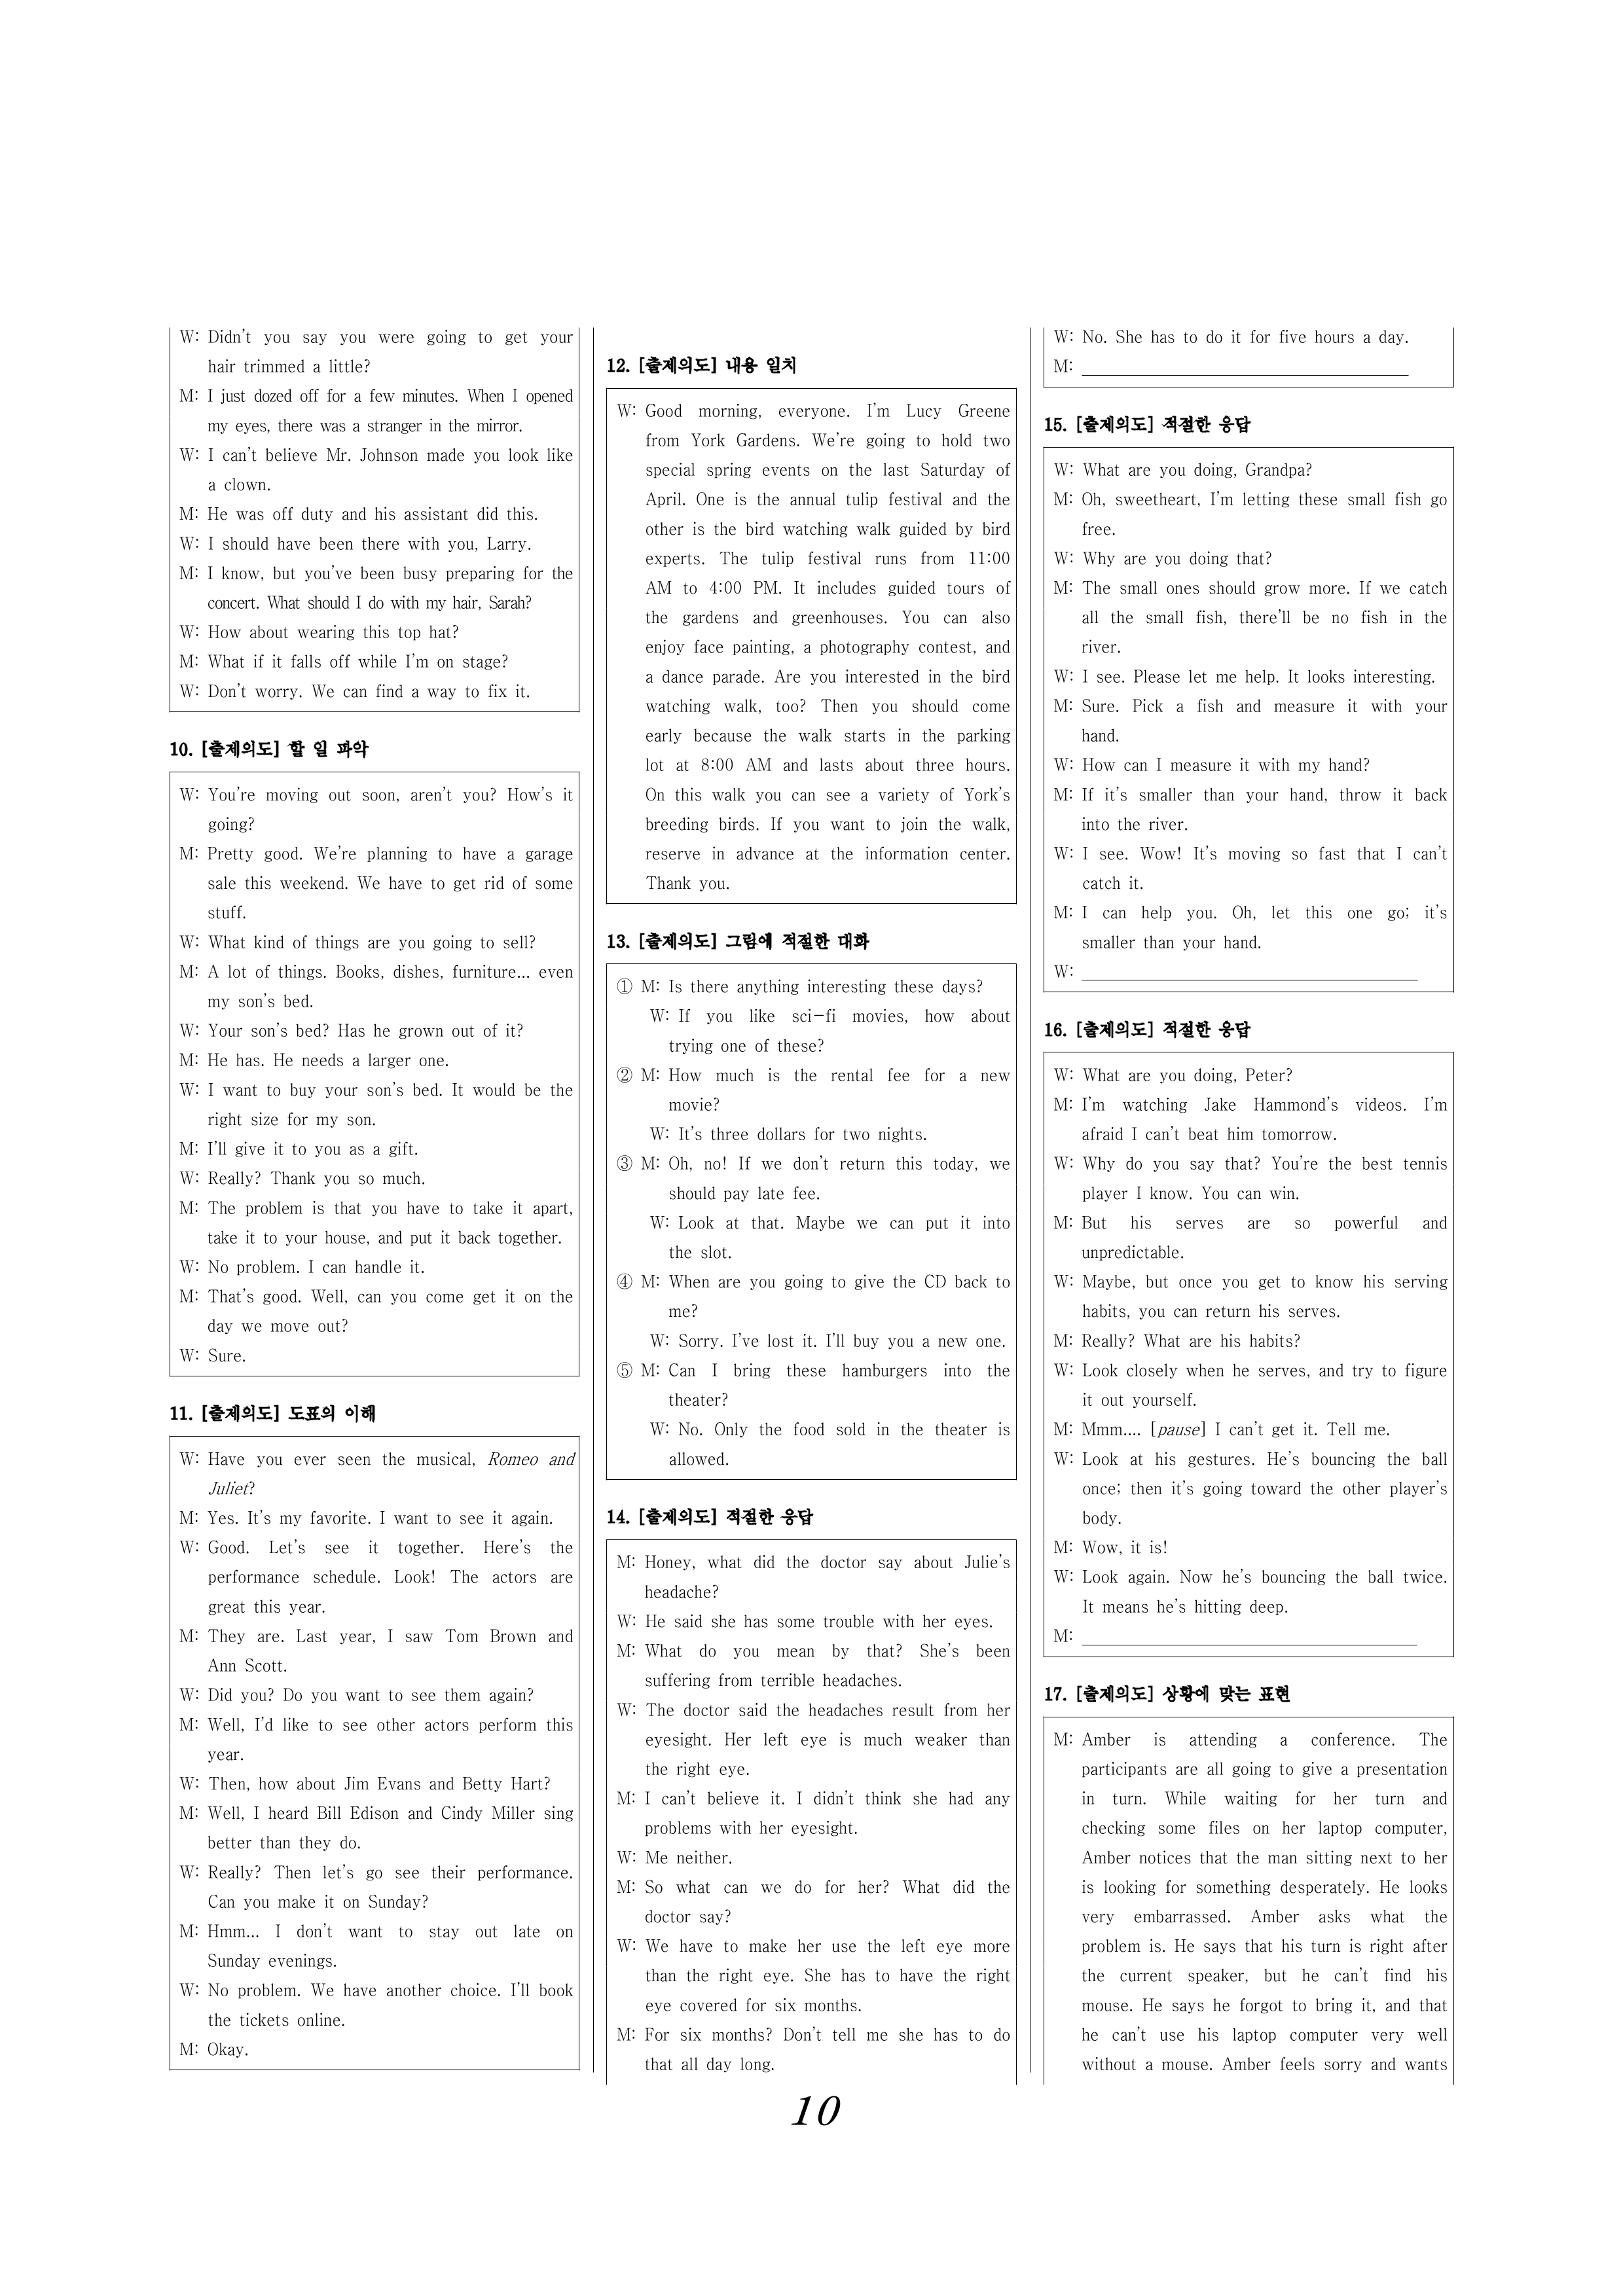 W: Didn't you say you were going to get your
hair trimmed a little?
M: I just dozed off for a few minutes. When I opened
my eyes, there was a stranger in the mirror.
W: I can't believe Mr. Johnson made you look like
a clown.
M: He was off duty and his assistant did this.
W: I should have been there with you, Larry.
M: I know, but you've been busy preparing for the
concert. What should I do with my hair, Sarah?
W: How about wearing this top hat?
M: What if it falls off while I'm on stage?
W: Don't worry. We can find a way to fix it.
10. [출제의도] 할 일 파악
W: You're moving out soon, aren't you? How's it
going?
M: Pretty good. We're planning to have a garage
sale this weekend. We have to get rid of some
stuff.
W: What kind of things are you going to sell?
M: A lot of things. Books, dishes, furniture... even
my son's bed.
W: Your son's bed? Has he grown out of it?
M: He has. He needs a larger one.
W: I want to buy your son's bed. It would be the
right size for my son.
M: I'll give it to you as a gift.
W: Really? Thank you so much.
M: The problem is that you have to take it apart,
take it to your house, and put it back together.
W: No problem. I can handle it.
M: That's good. Well, can you come get it on the
day we move out?
W: Sure.
11. [출제의도] 도표의 이해
W: Have you ever seen the musical, Romeo and
Juliet?
M: Yes. It's my favorite. I want to see it again.
W: Good. Let's see it together. Here's the
performance schedule. Look! The actors are
great this year.
M: They are. Last year, I saw Tom Brown and
Ann Scott.
W: Did you? Do you want to see them again?
M: Well, I'd like to see other actors perform this
year.
W: Then, how about Jim Evans and Betty Hart?
M: Well, I heard Bill Edison and Cindy Miller sing
better than they do.
W: Really? Then let's go see their performance.
Can you make it on Sunday?
M: Hmm... I don't want to stay out late on
Sunday evenings.
W: No problem. We have another choice. I'll book
the tickets online.
M: Okay.
12. [출제의도] 내용 일치
W: Good morning, everyone. I'm Lucy Greene
from York Gardens. We're going to hold two
special spring events on the last Saturday of
April. One is the annual tulip festival and the
other is the bird watching walk guided by bird
experts. The tulip festival runs from 11:00
AM to 4:00 PM. It includes guided tours of
the gardens and greenhouses. You can also
enjoy face painting, a photography contest, and
a dance parade. Are you interested in the bird
watching walk, too? Then you should come
early because the walk starts in the parking
lot at 8:00 AM and lasts about three hours.
On this walk you can see a variety of York's
breeding birds. If you want to join the walk,
reserve in advance at the information center.
Thank you.
13. [출제의도] 그림에 적절한 대화
① M: Is there anything interesting these days?
W: If you like sci-fi movies, how about
trying one of these?
② M: How much is the rental fee for a new
movie?
W: It's three dollars for two nights.
③ M: Oh, no! If we don't return this today, we
should pay late fee.
W: Look at that. Maybe we can put it into
the slot.
④ M: When are you going to give the CD back to
me?
W: Sorry. I've lost it. I'll buy you a new one.
⑤ M: Can I bring these hamburgers into the
theater?
W: No. Only the food sold in the theater is
allowed.
14. [출제의도] 적절한 응답
M: Honey, what did the doctor say about Julie's
headache?
W: He said she has some trouble with her eyes.
M: What do you mean by that? She's been
suffering from terrible headaches.
W: The doctor said the headaches result from her
eyesight. Her left eye is much weaker than
the right eye.
M: I can't believe it. I didn't think she had any
problems with her eyesight.
W: Me neither.
M: So what can we do for her? What did the
doctor say?
W: We have to make her use the left eye more
than the right eye. She has to have the right
eye covered for six months.
M: For six months? Don't tell me she has to do
that all day long.
W: No. She has to do it for five hours a day.
M:
15. [출제의도] 적절한 응답
W: What are you doing, Grandpa?
M: Oh, sweetheart, I'm letting these small fish go
free.
W: Why are you doing that?
M: The small ones should grow more. If we catch
all the small fish, there'll be no fish in the
river.
W: I see. Please let me help. It looks interesting.
M: Sure. Pick a fish and measure it with your
hand.
W: How can I measure it with my hand?
M: If it's smaller than your hand, throw it back
into the river.
W: I see. Wow! It's moving so fast that I can't
catch it.
M: I can help you. Oh, let this one go; it's
smaller than your hand.
W:
16. [출제의도] 적절한 응답
W: What are you doing, Peter?
M: I'm watching Jake Hammond's videos. I'm
afraid I can't beat him tomorrow.
W: Why do you say that? You're the best tennis
player I know. You can win.
M: But his serves are so powerful and
unpredictable.
W: Maybe, but once you get to know his serving
habits, you can return his serves.
M: Really? What are his habits?
W: Look closely when he serves, and try to figure
it out yourself.
M: Mmm.... [pause] I can't get it. Tell me.
W: Look at his gestures. He's bouncing the ball
once; then it's going toward the other player's
body.
M: Wow, it is!
W: Look again. Now he's bouncing the ball twice.
It means he's hitting deep.
M:
17. [출제의도] 상황에 맞는 표현
M: Amber is attending a conference. The
participants are all going to give a presentation
in turn. While waiting for her turn and
checking some files on her laptop computer,
Amber notices that the man sitting next to her
is looking for something desperately. He looks
very embarrassed. Amber asks what the
problem is. He says that his turn is right after
the current speaker, but he can't find his
mouse. He says he forgot to bring it, and that
he can't use his laptop computer very well
without a mouse. Amber feels sorry and wants
10